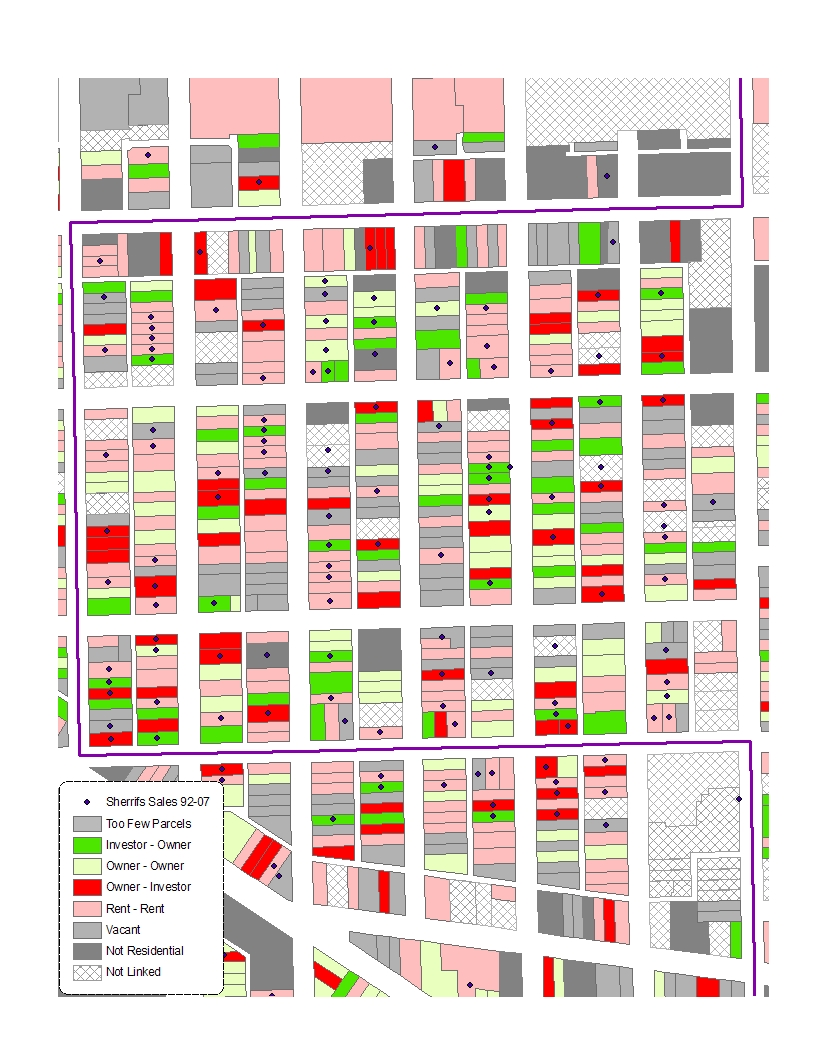 Sherrifs Sales 92-07
Too Few Parcels
Investor - Owner
Owner - Owner
Owner - Investor
Rent - Rent
Vacant
Not Residential
Not Linked